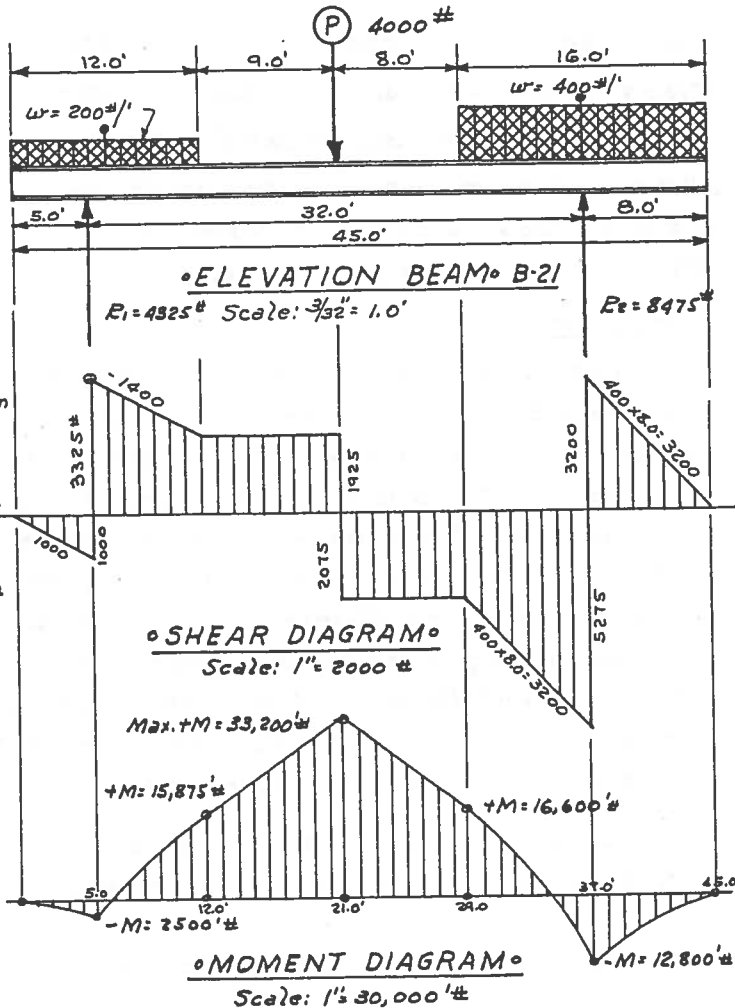 P 4000#
12.0' 9.0' 8.0' 16.0'
w = 200#/' w = 400#/'
5.0' 32.0' 8.0'
45.0'
•ELEVATION BEAM• B-21
R1 = 4325# Scale: 3/32" = 1.0' R2 = 8475#
-1400
3325#
1925
3200
400 x 8.0 = 3200
1000
1000
2075
5275
400 x 8.0 = 3200
•SHEAR DIAGRAM•
Scale: 1" = 2000 #
Max. +M = 33,200'#
+M = 15,875'#
+M = 16,600'#
5.0 12.0' 21.0' 29.0 37.0' 45.0'
-M = 2500'#
-M = 12,800'#
•MOMENT DIAGRAM•
Scale: 1" = 30,000'#